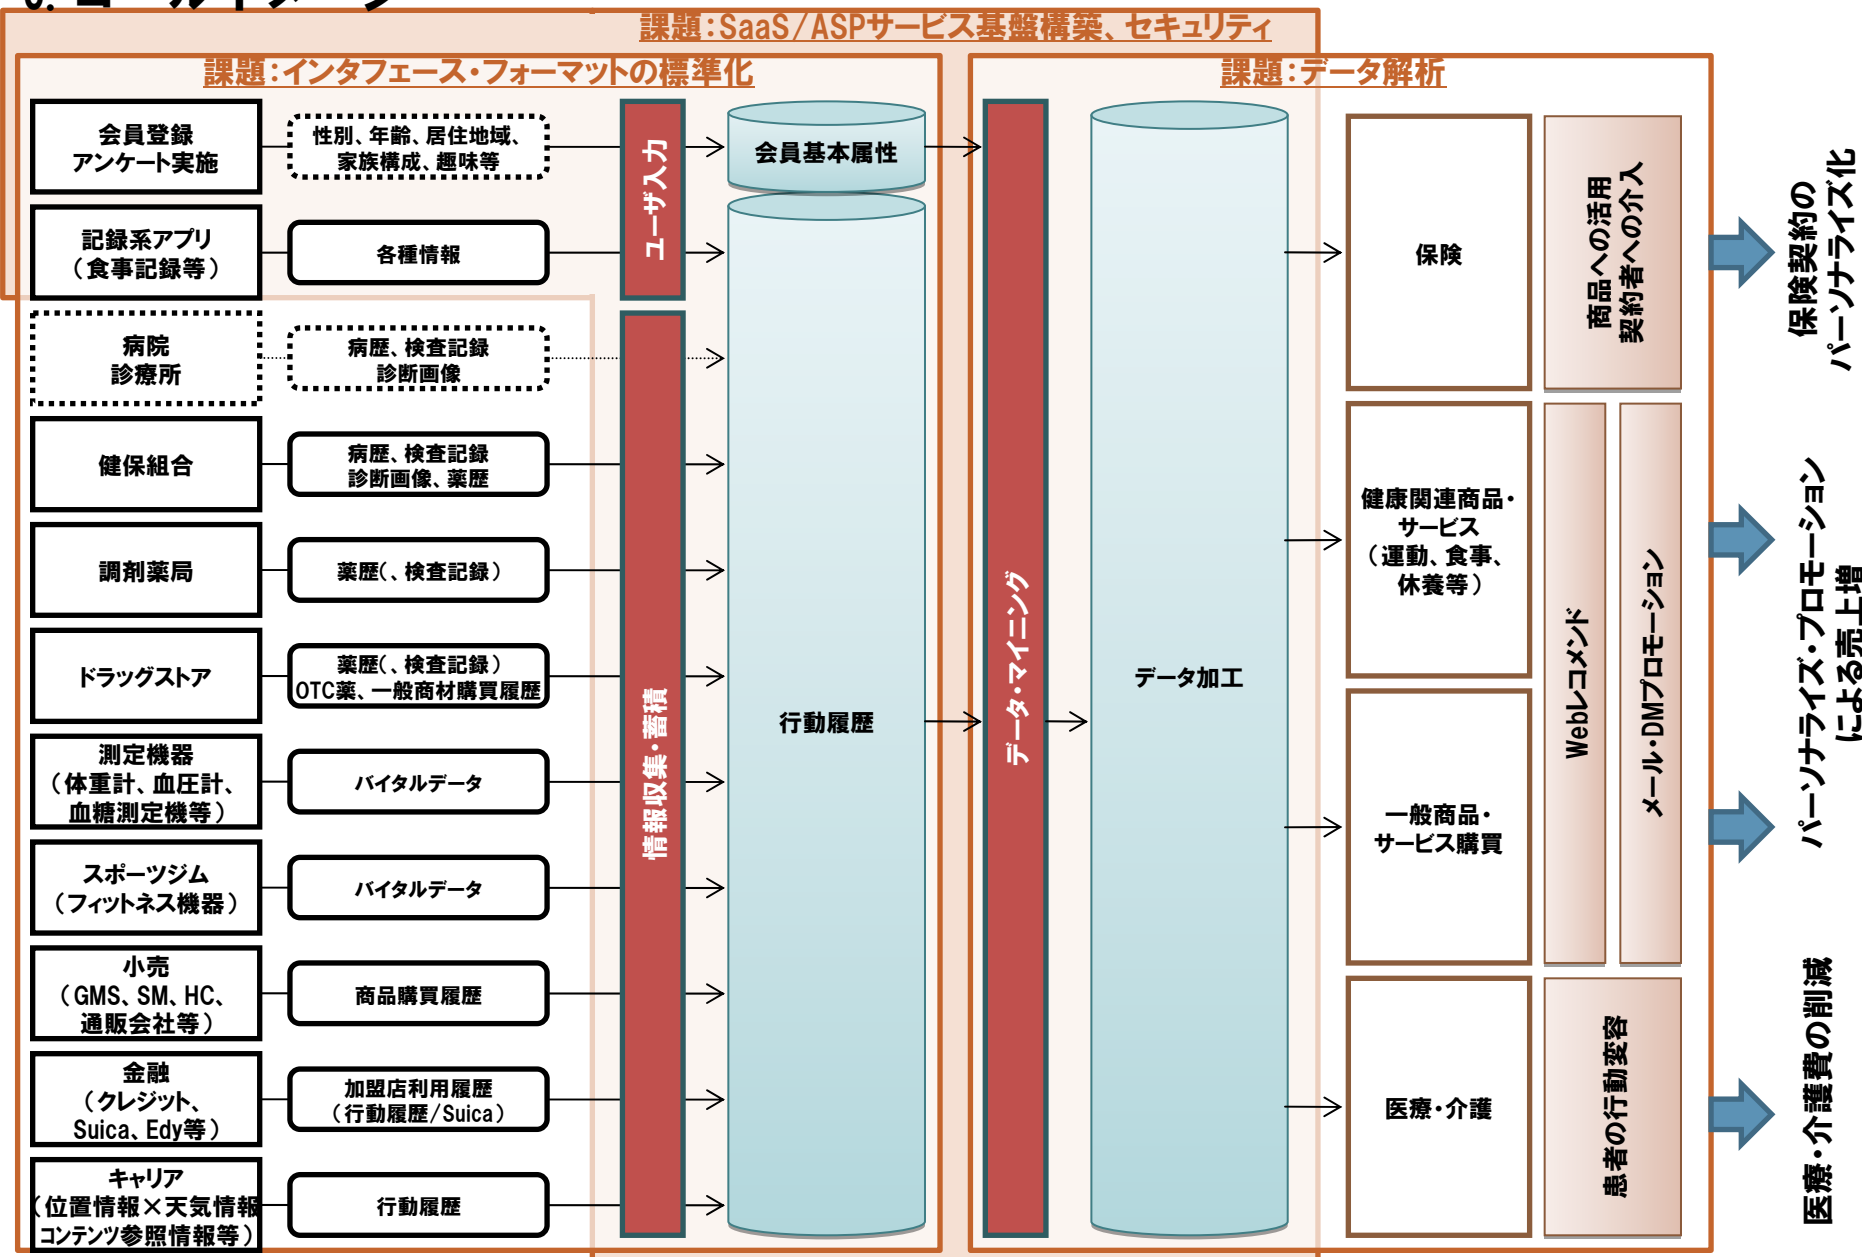 課題：SaaS/ASPサービス基盤構築、セキュリティ
課題：インタフェース・フォーマットの標準化
課題：データ解析
会員登録
アンケート実施
性別、年齢、居住地域、
家族構成、趣味等
記録系アプリ
（食事記録等）
各種情報
病院
診療所
病歴、検査記録
診断画像
健保組合
病歴、検査記録
診断画像、薬歴
調剤薬局
薬歴（、検査記録）
ドラッグストア
薬歴（、検査記録）
OTC薬、一般商材購買履歴
測定機器
（体重計、血圧計、
血糖測定機等）
バイタルデータ
スポーツジム
（フィットネス機器）
バイタルデータ
小売
（GMS、SM、HC、
通販会社等）
商品購買履歴
金融
（クレジット、
Suica、Edy等）
加盟店利用履歴
（行動履歴/Suica）
キャリア
（位置情報×天気情報
コンテンツ参照情報等）
行動履歴
ユーザ入力
情報収集・蓄積
会員基本属性
行動履歴
データ・マイニング
データ加工
保険
健康関連商品・
サービス
（運動、食事、
休養等）
一般商品・
サービス購買
医療・介護
商品への活用
契約者への介入
Webレコメンド
メール・DMプロモーション
患者の行動変容
保険契約の
パーソナライズ化
パーソナライズ・プロモーション
による売上増
医療・介護費の削減